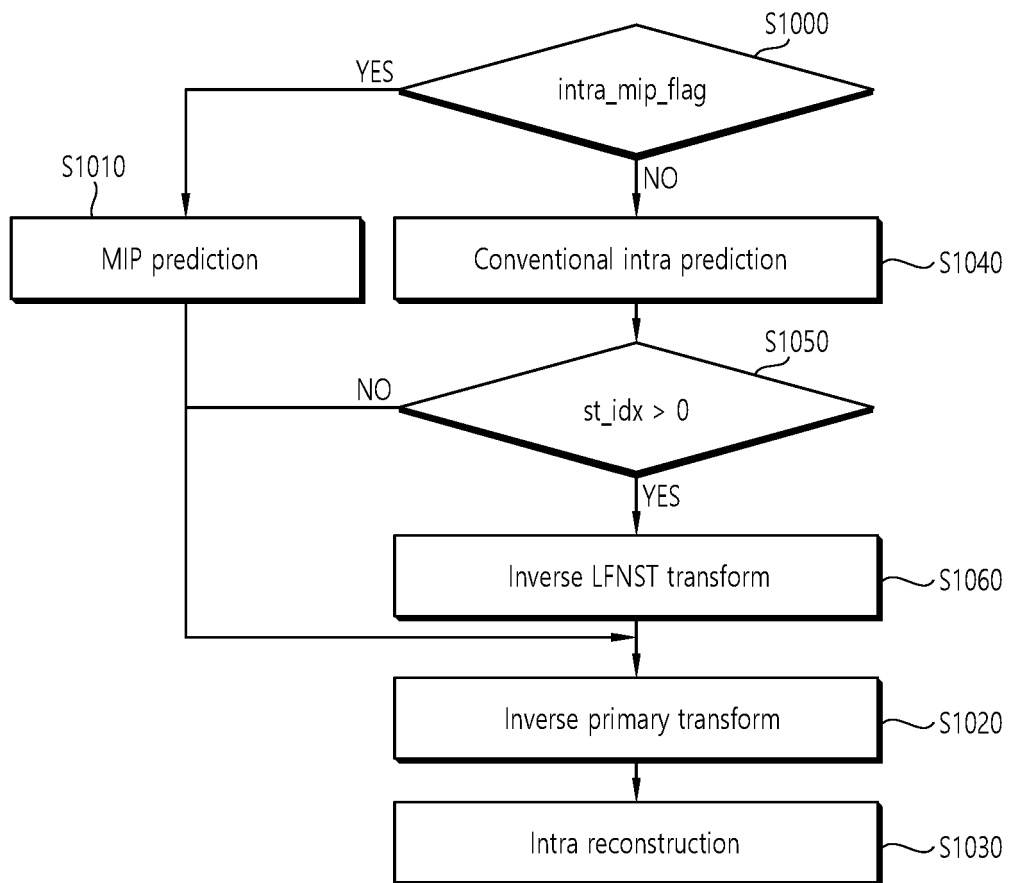 S1000
YES
intra_mip_flag
S1010
NO
MIP prediction
Conventional intra prediction
S1040
S1050
NO
st_idx > 0
YES
Inverse LFNST transform
S1060
Inverse primary transform
S1020
Intra reconstruction
S1030